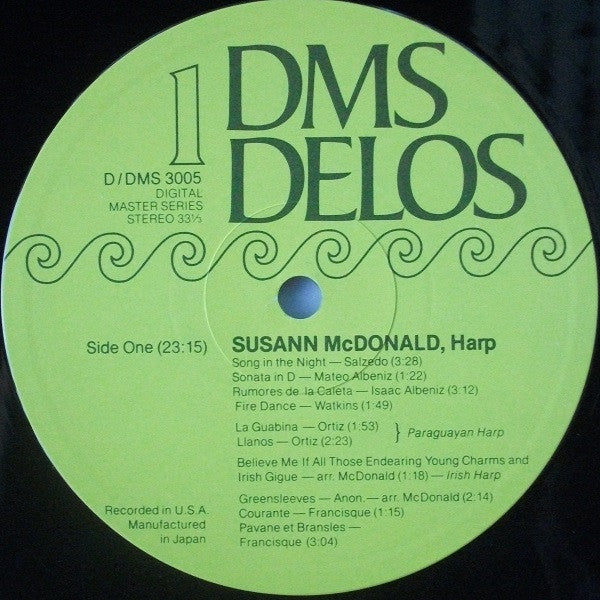 1
DMS
DELOS
D/DMS 3005
DIGITAL
MASTER SERIES
STEREO 33⅓
Side One (23:15)
SUSANN McDONALD, Harp
Song in the Night — Salzedo (3:28)
Sonata in D — Mateo Albeniz (1:22)
Rumores de la Caleta — Isaac Albeniz (3:12)
Fire Dance — Watkins (1:49)
La Guabina — Ortiz (1:53)
Llanos — Ortiz (2:23)
} Paraguayan Harp
Believe Me If All Those Endearing Young Charms and
Irish Gigue — arr. McDonald (1:18) — Irish Harp
Greensleeves — Anon. — arr. McDonald (2:14)
Courante — Francisque (1:15)
Pavane et Bransles —
Francisque (3:04)
Recorded in U.S.A.
Manufactured
in Japan